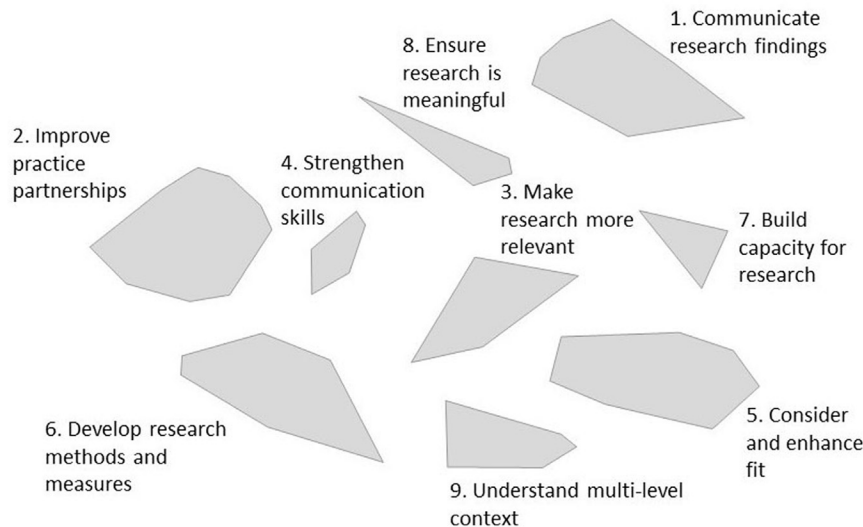 1. Communicate
research findings
8. Ensure
research is
meaningful
2. Improve
practice
partnerships
4. Strengthen
communication
skills
3. Make
research more
relevant
7. Build
capacity for
research
6. Develop research
methods and
measures
5. Consider
and enhance
fit
9. Understand multi-level
context